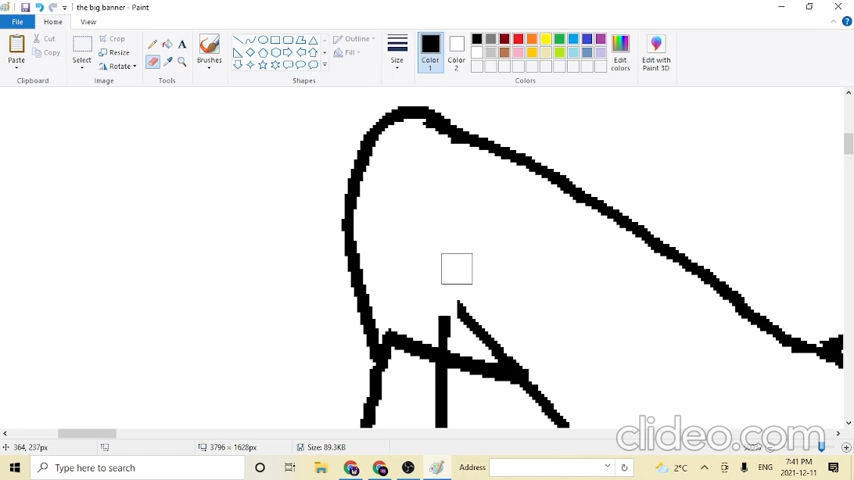 the big banner - Paint
File Home View
Paste
Cut
Copy
Clipboard
Select
Crop
Resize
Rotate
Image
A
Tools
Brushes
Outline
Fill
Shapes
Size
Color 1
Color 2
Edit colors
Colors
Edit with Paint 3D
clideo.com
364, 237px
3796 × 1628px
Size: 89.3KB
Type here to search
Address
2°C
ENG
7:41 PM
2021-12-11